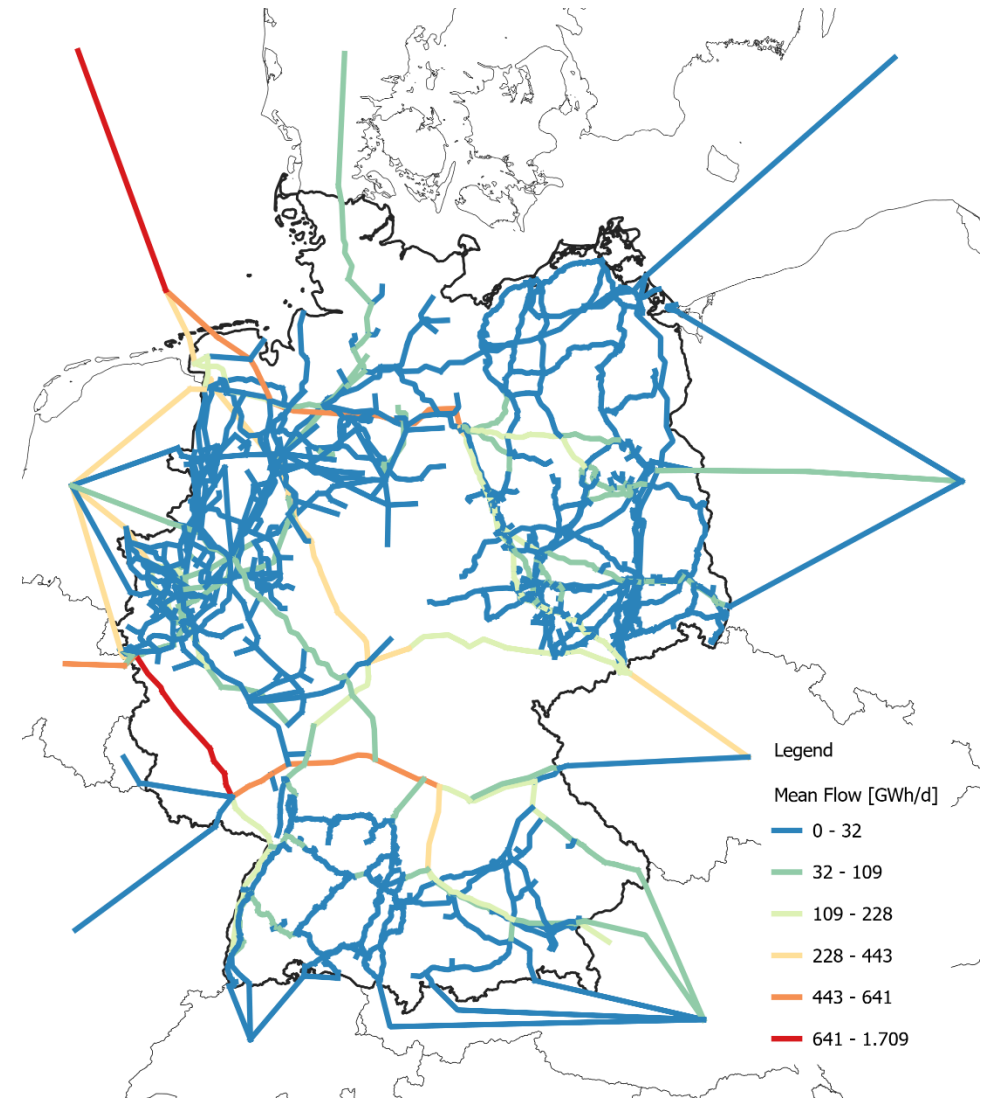 Legend
Mean Flow [GWh/d]
0 - 32
32 - 109
109 - 228
228 - 443
443 - 641
641 - 1.709